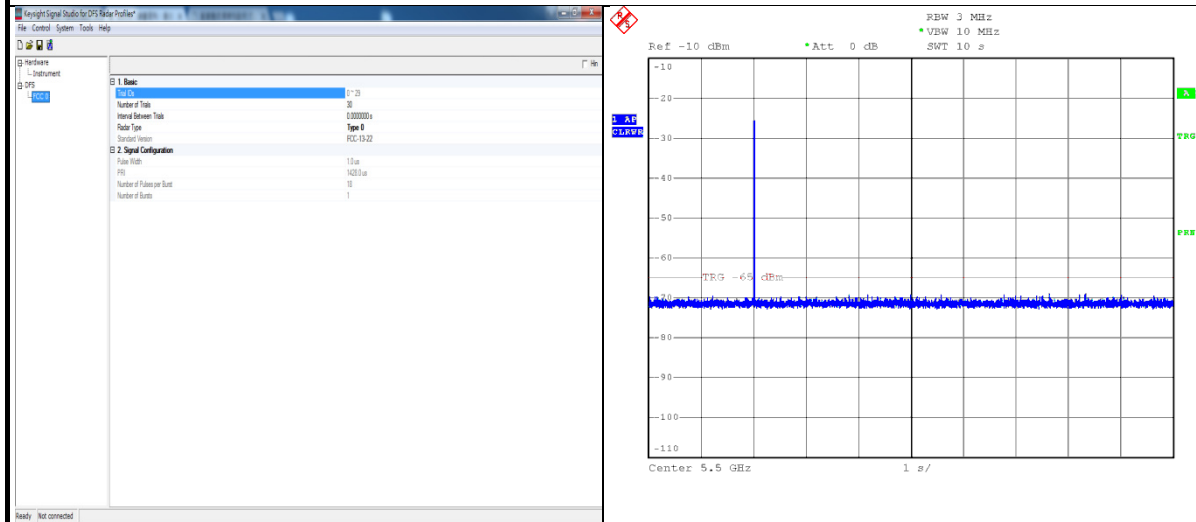 Keysight Signal Studio for DFS Radar Profiles*
File Control System Tools Help
Hardware
Instrument
DFS
FCC 0
1. Basic
Trial IDs 0 ~ 29
Number of Trials 30
Interval Between Trials 0.0000000 s
Radar Type Type 0
Standard Version FCC-13-22
2. Signal Configuration
Pulse Width 1.0 us
PRI 1428.0 us
Number of Pulses per Burst 18
Number of Bursts 1
Ready Not connected
R S
RBW 3 MHz
*VBW 10 MHz
Ref -10 dBm *Att 0 dB SWT 10 s
-10
A
-20
1 AP
CLRWR
TRG
-30
-40
-50
PRN
-60
TRG -65 dBm
-70
-80
-90
-100
-110
Center 5.5 GHz 1 s/